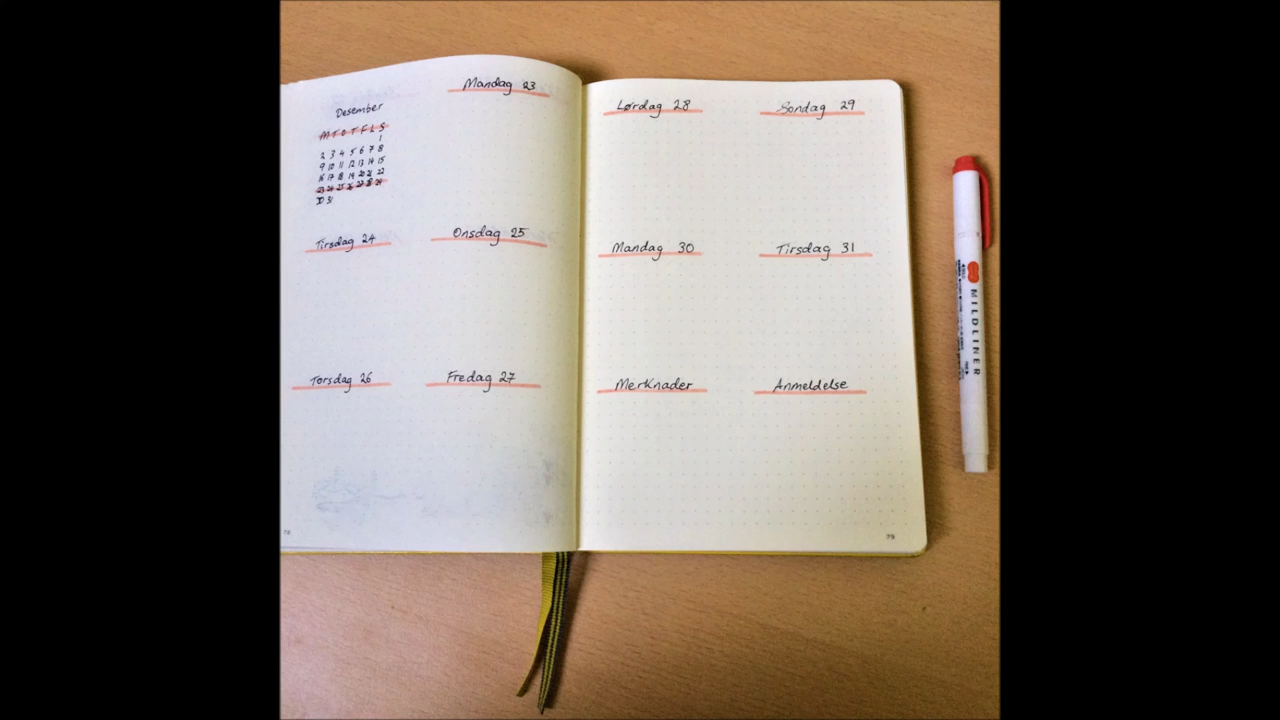 Desember
M T O T F L S
1
2 3 4 5 6 7 8
9 10 11 12 13 14 15
16 17 18 19 20 21 22
23 24 25 26 27 28 29
30 31
Mandag 23
Tirsdag 24
Onsdag 25
Torsdag 26
Fredag 27
78
Lørdag 28
Søndag 29
Mandag 30
Tirsdag 31
Merknader
Anmeldelse
79
MILDLINER